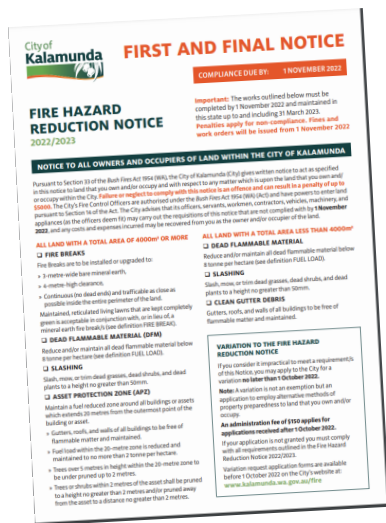 City of
Kalamunda
FIRST AND FINAL NOTICE
COMPLIANCE DUE BY: 1 NOVEMBER 2022
FIRE HAZARD
REDUCTION NOTICE
2022/2023
Important: The works outlined below must be
completed by 1 November 2022 and maintained in
this state up to and including 31 March 2023.
Penalties apply for non-compliance. Fines and
work orders will be issued from 1 November 2022
NOTICE TO ALL OWNERS AND OCCUPIERS OF LAND WITHIN THE CITY OF KALAMUNDA
Pursuant to Section 33 of the Bush Fires Act 1954 (WA), the City of Kalamunda (City) gives written notice to act as specified
in this notice to land that you own and/or occupy and with respect to any matter which is upon the land that you own and/
or occupy within the City. Failure or neglect to comply with this notice is an offence and can result in a penalty of up to
$5000. The City's Fire Control Officers are authorised under the Bush Fires Act 1954 (WA) (Act) and have powers to enter land
pursuant to Section 14 of the Act. The City advises that its officers, servants, workmen, contractors, vehicles, machinery, and
appliances (as the officers deem fit) may carry out the requisitions of this notice that are not complied with by 1 November
2022, and any costs and expenses incurred may be recovered from you as the owner and/or occupier of the land.
ALL LAND WITH A TOTAL AREA OF 4000m² OR MORE
❑ FIRE BREAKS
Fire Breaks are to be installed or upgraded to:
» 3-metre-wide bare mineral earth.
» 4-metre-high clearance.
» Continuous (no dead ends) and trafficable as close as
possible inside the entire perimeter of the land.
Maintained, reticulated living lawns that are kept completely
green is acceptable in conjunction with, or in lieu of, a
mineral earth fire break/s (see definition FIRE BREAK).
❑ DEAD FLAMMABLE MATERIAL (DFM)
Reduce and/or maintain all dead flammable material below
8 tonne per hectare (see definition FUEL LOAD).
❑ SLASHING
Slash, mow, or trim dead grasses, dead shrubs, and dead
plants to a height no greater than 50mm.
❑ ASSET PROTECTION ZONE (APZ)
Maintain a fuel reduced zone around all buildings or assets
which extends 20 metres from the outermost point of the
building or asset.
» Gutters, roofs, and walls of all buildings to be free of
flammable matter and maintained.
» Fuel load within the 20-metre zone is reduced and
maintained to no more than 2 tonne per hectare.
» Trees over 5 metres in height within the 20-metre zone to
be under pruned up to 2 metres.
» Trees or shrubs within 2 metres of the asset shall be pruned
to a height no greater than 2 metres and/or pruned away
from the asset to a distance no greater than 2 metres.
ALL LAND WITH A TOTAL AREA LESS THAN 4000m²
❑ DEAD FLAMMABLE MATERIAL
Reduce and/or maintain all dead flammable material below
8 tonne per hectare (see definition FUEL LOAD).
❑ SLASHING
Slash, mow, or trim dead grasses, dead shrubs, and dead
plants to a height no greater than 50mm.
❑ CLEAN GUTTER DEBRIS
Gutters, roofs, and walls of all buildings to be free of
flammable matter and maintained.
VARIATION TO THE FIRE HAZARD
REDUCTION NOTICE
If you consider it impractical to meet a requirement/s
of this Notice, you may apply to the City for a
variation no later than 1 October 2022.
Note: A variation is not an exemption but an
application to employ alternative methods of
property preparedness to land that you own and/or
occupy.
An administration fee of $150 applies for
applications received after 1 October 2022.
If your application is not granted you must comply
with all requirements outlined in the Fire Hazard
Reduction Notice 2022/2023.
Variation request application forms are available
before 1 October 2022 on the City's website at:
www.kalamunda.wa.gov.au/fire